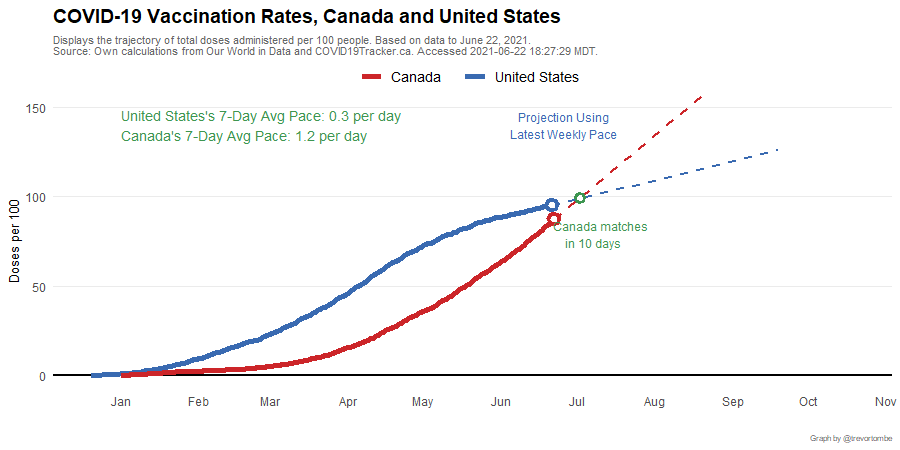 COVID-19 Vaccination Rates, Canada and United States
Displays the trajectory of total doses administered per 100 people. Based on data to June 22, 2021.
Source: Own calculations from Our World in Data and COVID19Tracker.ca. Accessed 2021-06-22 18:27:29 MDT.
Canada United States
150
United States's 7-Day Avg Pace: 0.3 per day
Canada's 7-Day Avg Pace: 1.2 per day
Projection Using
Latest Weekly Pace
100
Canada matches
in 10 days
Doses per 100
50
0
Jan Feb Mar Apr May Jun Jul Aug Sep Oct Nov
Graph by @trevortombe